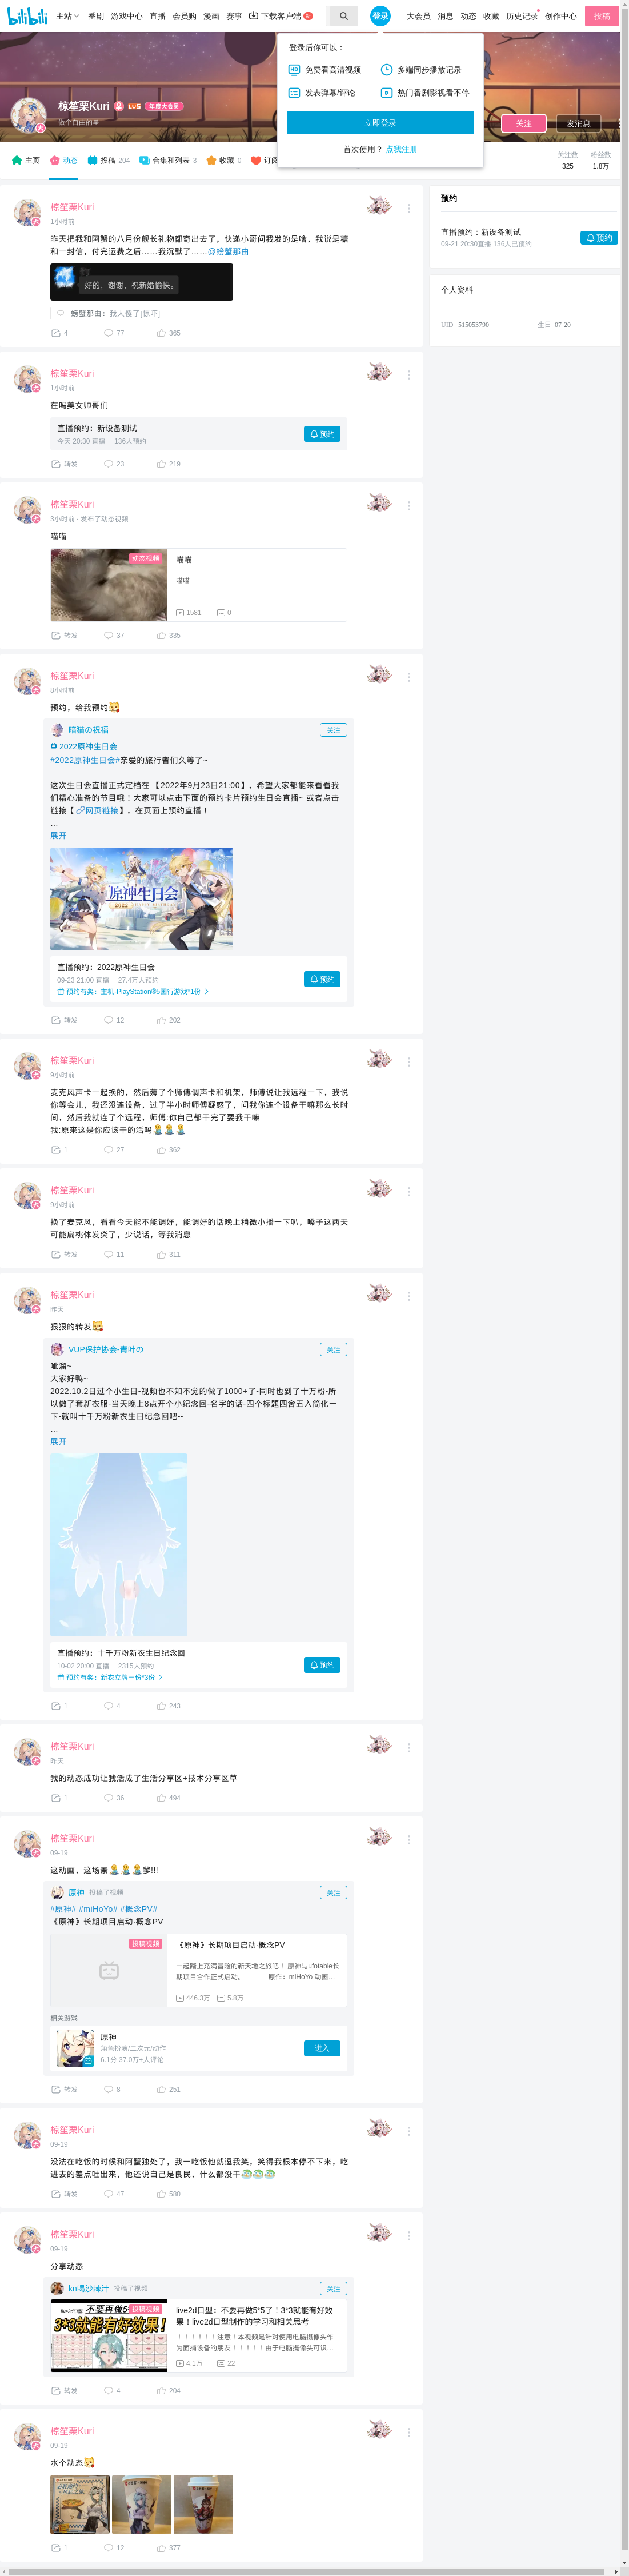 bilibili 主站 番剧 游戏中心 直播 会员购 漫画 赛事 下载客户端 登录 大会员 消息 动态 收藏 历史记录 创作中心 投稿
登录后你可以：
免费看高清视频 多端同步播放记录
发表弹幕/评论 热门番剧影视看不停
立即登录
首次使用？ 点我注册
椋笙栗Kuri LV5 年度大会员
做个自由的星
关注 发消息
主页 动态 投稿 204 合集和列表 3 收藏 0
关注数 粉丝数
325 1.8万
预约
直播预约：新设备测试
09-21 20:30直播 136人已预约
预约
个人资料
UID 515053790 生日 07-20
椋笙栗Kuri
1小时前
昨天把我和阿蟹的八月份舰长礼物都寄出去了，快递小哥问我发的是啥，我说是糖
和一封信，付完运费之后……我沉默了……@螃蟹那由
好的，谢谢，祝新婚愉快。
螃蟹那由：我人傻了[惊吓]
4 77 365
椋笙栗Kuri
1小时前
在吗美女帅哥们
直播预约：新设备测试
今天 20:30 直播 136人预约
预约
转发 23 219
椋笙栗Kuri
3小时前 · 发布了动态视频
喵喵
动态视频
喵喵
喵喵
1581 0
转发 37 335
椋笙栗Kuri
8小时前
预约，给我预约
暗猫の祝福
关注
2022原神生日会
#2022原神生日会#亲爱的旅行者们久等了~
这次生日会直播正式定档在 【2022年9月23日21:00】，希望大家都能来看看我
们精心准备的节目哦！大家可以点击下面的预约卡片预约生日会直播~ 或者点击
链接【网页链接】，在页面上预约直播！
...
展开
原神生日会
直播预约：2022原神生日会
09-23 21:00 直播 27.4万人预约
预约有奖：主机-PlayStation®5国行游戏*1份
预约
转发 12 202
椋笙栗Kuri
9小时前
麦克风声卡一起换的，然后薅了个师傅调声卡和机架，师傅说让我远程一下，我说
你等会儿，我还没连设备，过了半小时师傅疑惑了，问我你连个设备干嘛那么长时
间，然后我就连了个远程，师傅:你自己都干完了要我干嘛
我:原来这是你应该干的活吗
1 27 362
椋笙栗Kuri
9小时前
换了麦克风，看看今天能不能调好，能调好的话晚上稍微小播一下叭，嗓子这两天
可能扁桃体发炎了，少说话，等我消息
转发 11 311
椋笙栗Kuri
昨天
狠狠的转发
VUP保护协会-青叶の
关注
呲溜~
大家好鸭~
2022.10.2日过个小生日-视频也不知不觉的做了1000+了-同时也到了十万粉-所
以做了套新衣服-当天晚上8点开个小纪念回-名字的话-四个标题四舍五入简化一
下-就叫十千万粉新衣生日纪念回吧--
...
展开
直播预约：十千万粉新衣生日纪念回
10-02 20:00 直播 2315人预约
预约有奖：新衣立牌一份*3份
预约
1 4 243
椋笙栗Kuri
昨天
我的动态成功让我活成了生活分享区+技术分享区草
1 36 494
椋笙栗Kuri
09-19
这动画，这场景爹!!!
原神 投稿了视频
关注
#原神# #miHoYo# #概念PV#
《原神》长期项目启动·概念PV
投稿视频
《原神》长期项目启动·概念PV
一起踏上充满冒险的新天地之旅吧！ 原神与ufotable长
期项目合作正式启动。 ===== 原作：miHoYo 动画…
446.3万 5.8万
相关游戏
原神
角色扮演/二次元/动作
6.1分 37.0万+人评论
进入
转发 8 251
椋笙栗Kuri
09-19
没法在吃饭的时候和阿蟹独处了，我一吃饭他就逗我笑，笑得我根本停不下来，吃
进去的差点吐出来，他还说自己是良民，什么都没干
转发 47 580
椋笙栗Kuri
09-19
分享动态
kn喝沙棘汁 投稿了视频
关注
投稿视频
3*3就能有好效果！
live2d口型：不要再做5*5了！3*3就能有好效
果！live2d口型制作的学习和相关思考
！！！！！！注意！本视频是针对使用电脑摄像头作
为面捕设备的朋友！！！！！由于电脑摄像头可识…
4.1万 22
转发 4 204
椋笙栗Kuri
09-19
水个动态
1 12 377